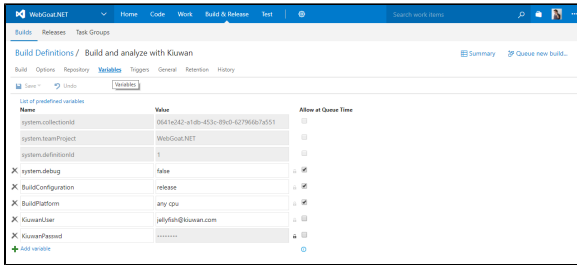 WebGoat.NET Home Code Work Build & Release Test Search work items
Builds Releases Task Groups
Build Definitions / Build and analyze with Kiuwan Summary Queue new build...
Build Options Repository Variables Triggers General Retention History
Save Undo Variables
List of predefined variables
Name Value Allow at Queue Time
system.collectionId 0641e242-a1db-453c-89c0-627966b7a551
system.teamProject WebGoat.NET
system.definitionId 1
system.debug false
BuildConfiguration release
BuildPlatform any cpu
KiuwanUser jellyfish@kiuwan.com
KiuwanPasswd ********
Add variable